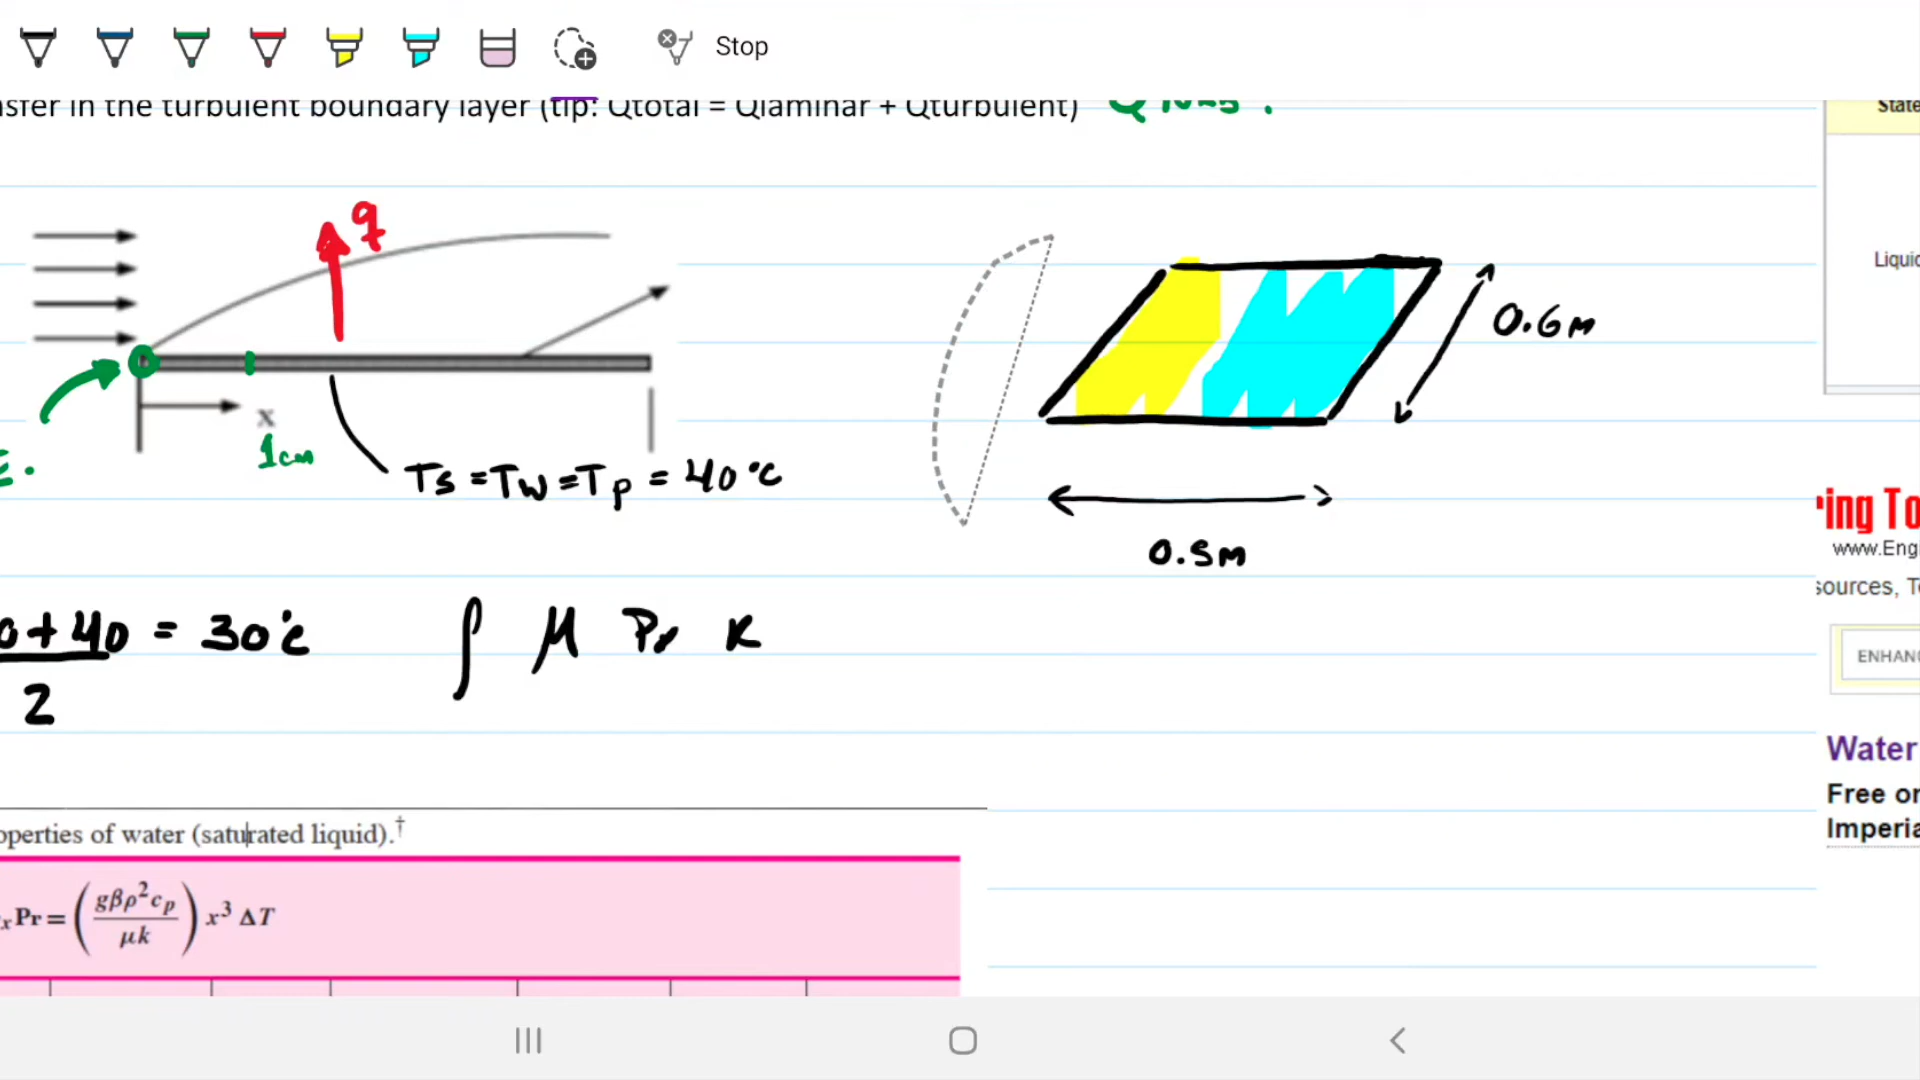 Stop
sfer in the turbulent boundary layer (tip: Qtotal = Qlaminar + Qturbulent)
State
q
0.6m
x
1cm
E.
Ts = Tw = Tp = 40°C
0.5m
0+40 = 30°C
2
∫ μ Pr K
operties of water (saturated liquid).†
x Pr = (gβρ²cp / μk) x³ ΔT
Liquid
ing To
www.Engi
sources, T
ENHAN
Water
Free or
Imperia